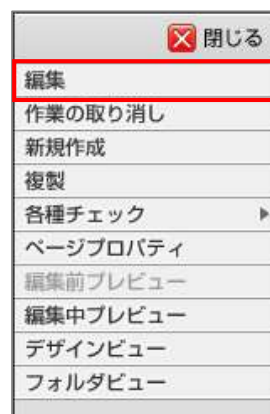 閉じる
編集
作業の取り消し
新規作成
複製
各種チェック
ページプロパティ
編集前プレビュー
編集中プレビュー
デザインビュー
フォルダビュー